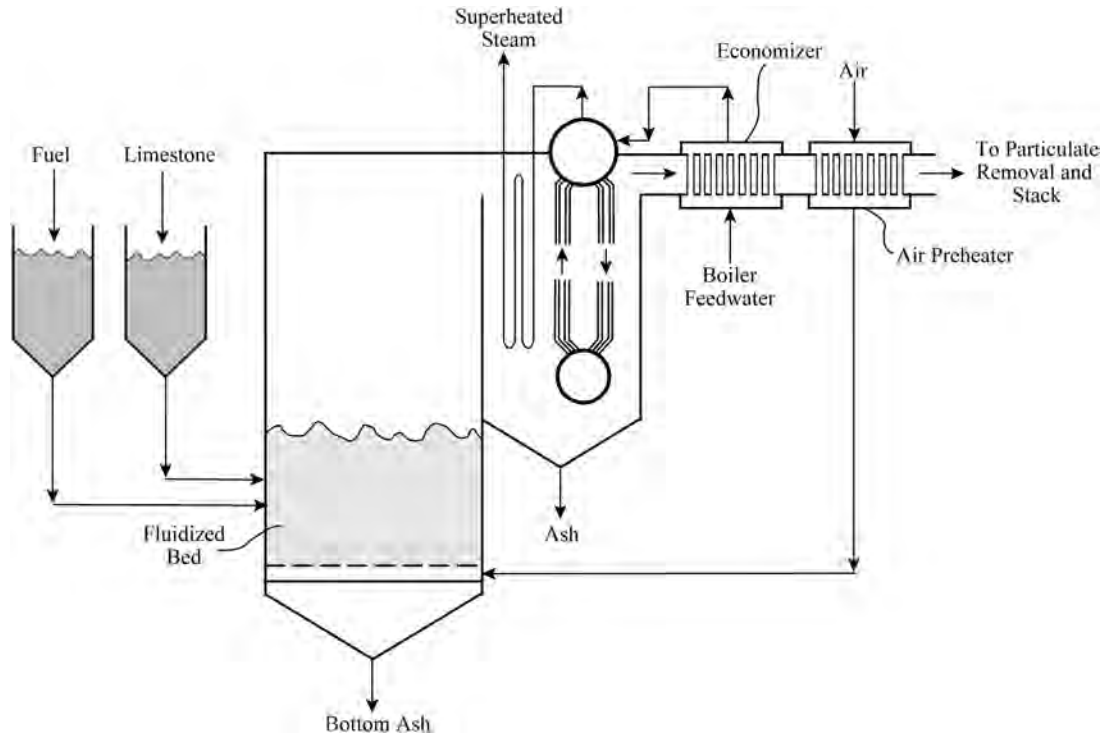 Superheated
Steam
Economizer
Air
Fuel
Limestone
To Particulate
Removal and
Stack
Air Preheater
Boiler
Feedwater
Fluidized
Bed
Ash
Bottom Ash